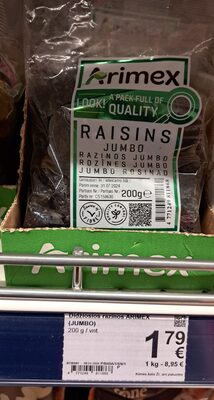 Arimex
LOOK! A PACK FULL OF
QUALITY
RAISINS
JUMBO
RAZINOS JUMBO
ROZĪNES JUMBO
JUMBO ROSINAD
200g
Arimex
Didžiosios razinos ARIMEX
(JUMBO)
200 g / vnt
1 79
€
1 kg - 8,95 €